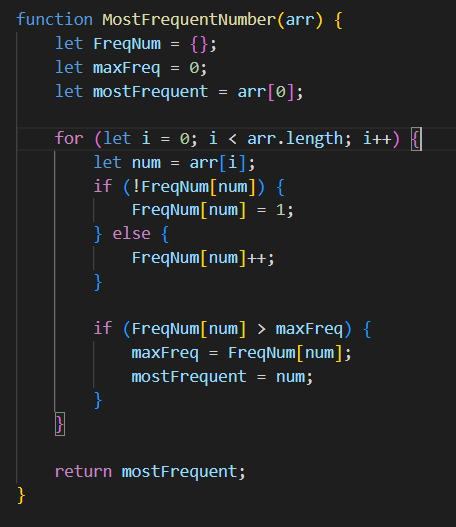 function MostFrequentNumber(arr) {
    let FreqNum = {};
    let maxFreq = 0;
    let mostFrequent = arr[0];

    for (let i = 0; i < arr.length; i++) {
        let num = arr[i];
        if (!FreqNum[num]) {
            FreqNum[num] = 1;
        } else {
            FreqNum[num]++;
        }

        if (FreqNum[num] > maxFreq) {
            maxFreq = FreqNum[num];
            mostFrequent = num;
        }
    }

    return mostFrequent;
}